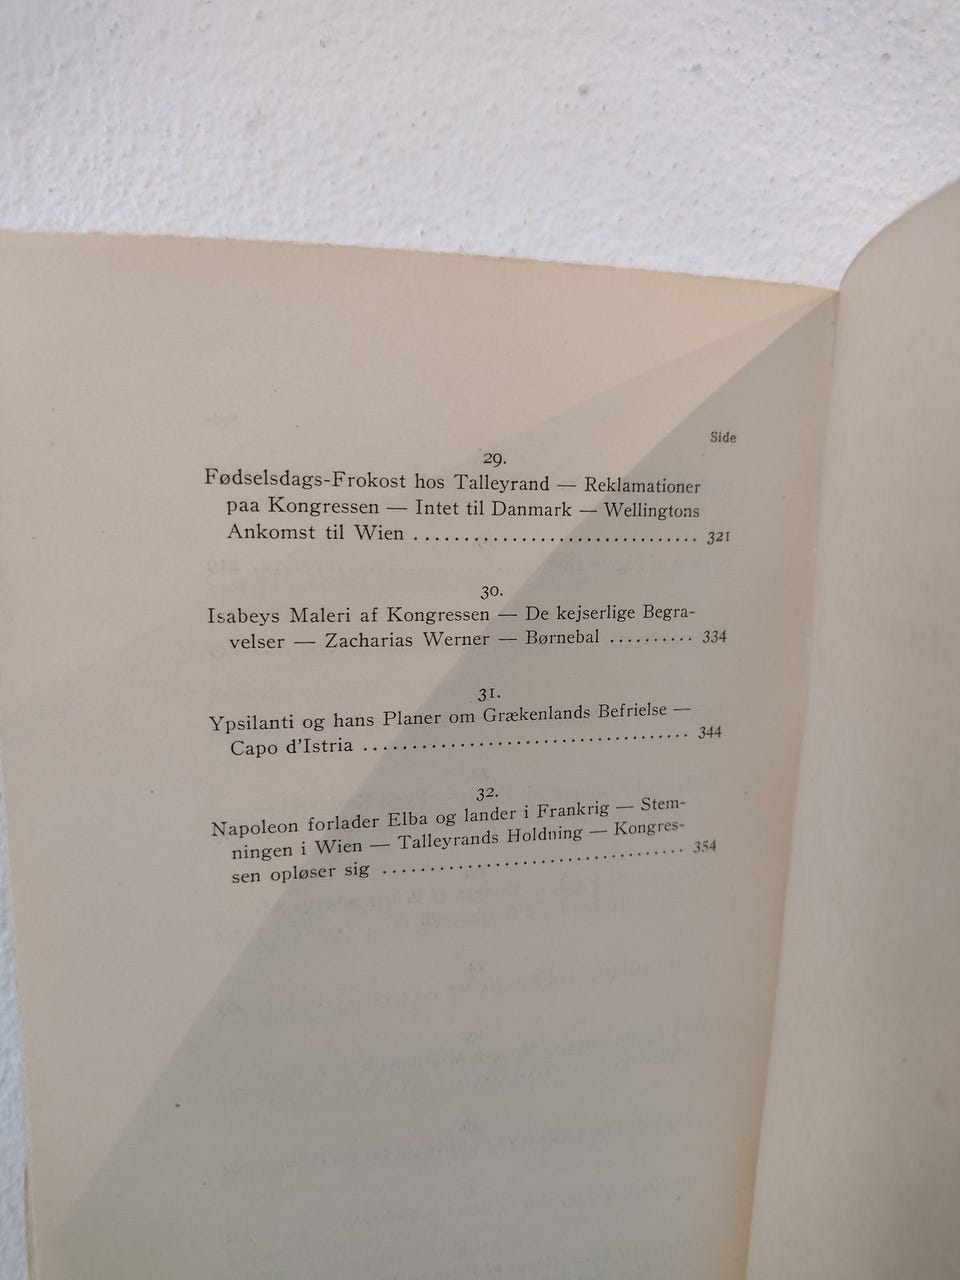 Side
29.
Fødselsdags-Frokost hos Talleyrand — Reklamationer
paa Kongressen — Intet til Danmark — Wellingtons
Ankomst til Wien ............................. 321
30.
Isabeys Maleri af Kongressen — De kejserlige Begra-
velser — Zacharias Werner — Børnebal .......... 334
31.
Ypsilanti og hans Planer om Grækenlands Befrielse —
Capo d'Istria ................................. 344
32.
Napoleon forlader Elba og lander i Frankrig — Stem-
ningen i Wien — Talleyrands Holdning — Kongres-
sen opløser sig ............................... 354